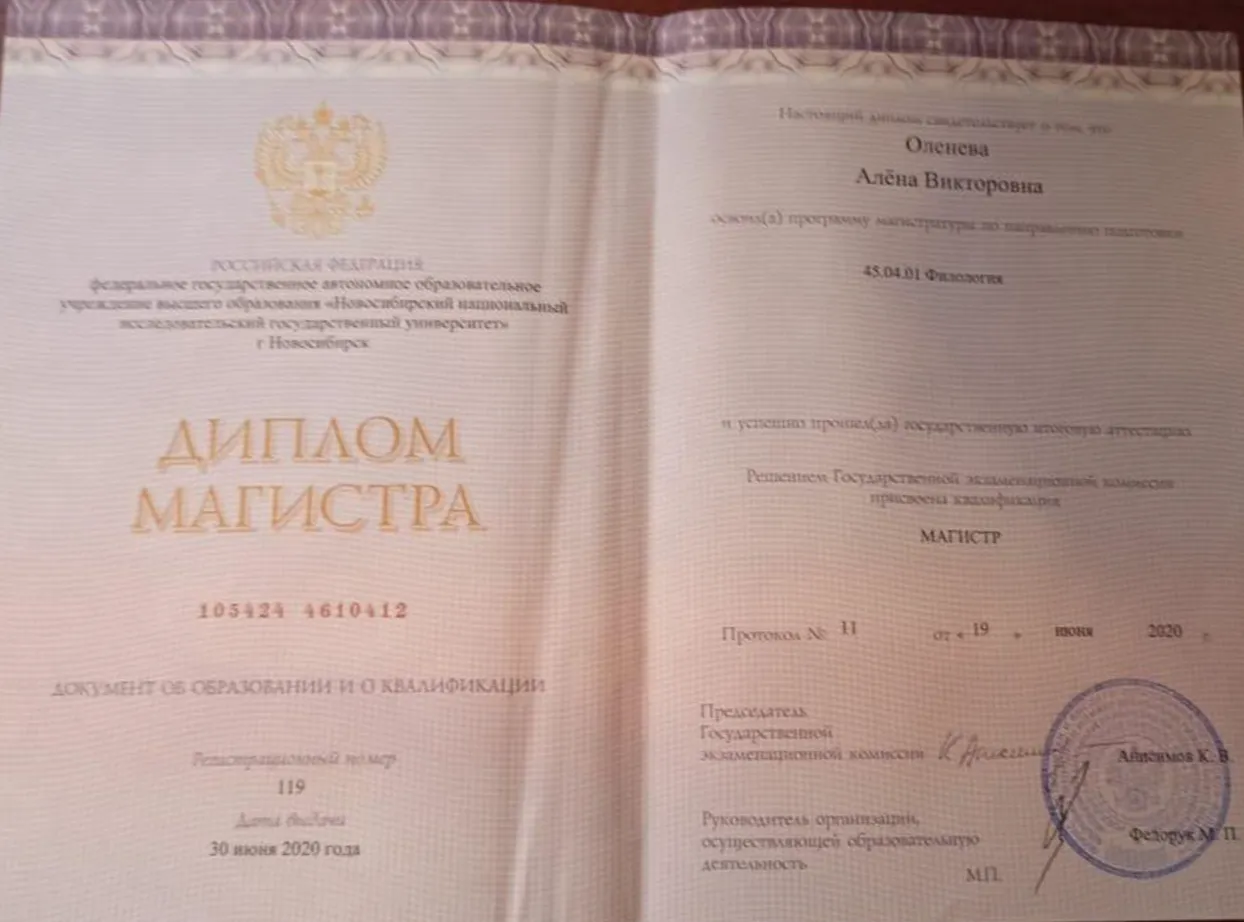 РОССИЙСКАЯ ФЕДЕРАЦИЯ
федеральное государственное автономное образовательное
учреждение высшего образования «Новосибирский национальный
исследовательский государственный университет»
г Новосибирск
ДИПЛОМ
МАГИСТРА
105424 4610412
ДОКУМЕНТ ОБ ОБРАЗОВАНИИ И О КВАЛИФИКАЦИИ
Регистрационный номер
119
Дата выдачи
30 июня 2020 года
Настоящий диплом свидетельствует о том, что
Оленева
Алёна Викторовна
освоил(а) программу магистратуры по направлению подготовки
45.04.01 Филология
и успешно прошел(ла) государственную итоговую аттестацию
Решением Государственной экзаменационной комиссии
присвоена квалификация
МАГИСТР
Протокол № 11 от « 19 » июня 2020 г.
Председатель
Государственной
экзаменационной комиссии Анисимов К. В.
Руководитель организации,
осуществляющей образовательную Федорук М. П.
деятельность
М.П.